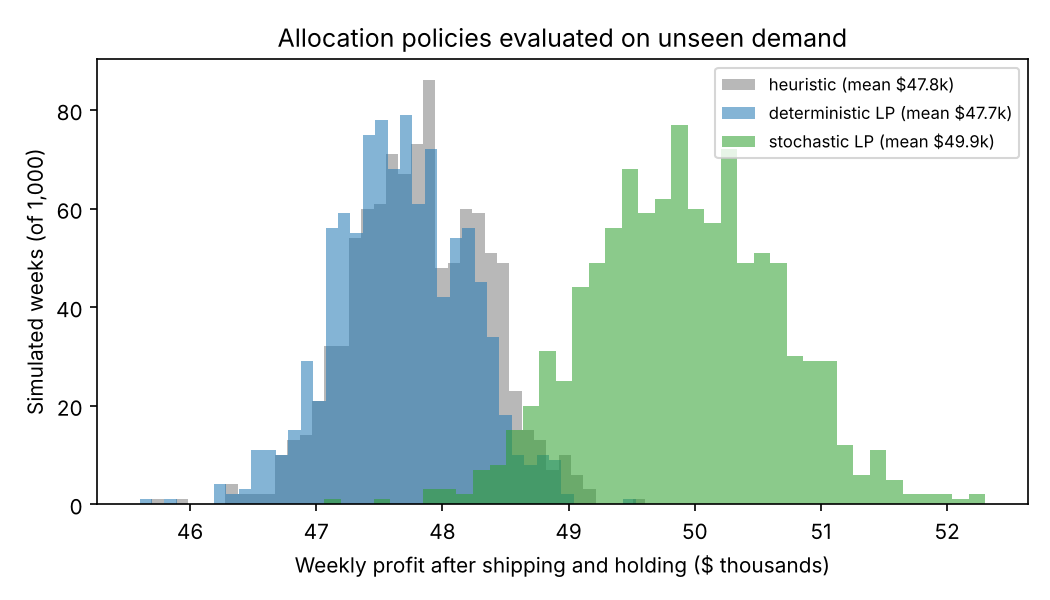 Allocation policies evaluated on unseen demand
heuristic (mean $47.8k)
deterministic LP (mean $47.7k)
stochastic LP (mean $49.9k)
Simulated weeks (of 1,000)
80
60
40
20
0
46 47 48 49 50 51 52
Weekly profit after shipping and holding ($ thousands)